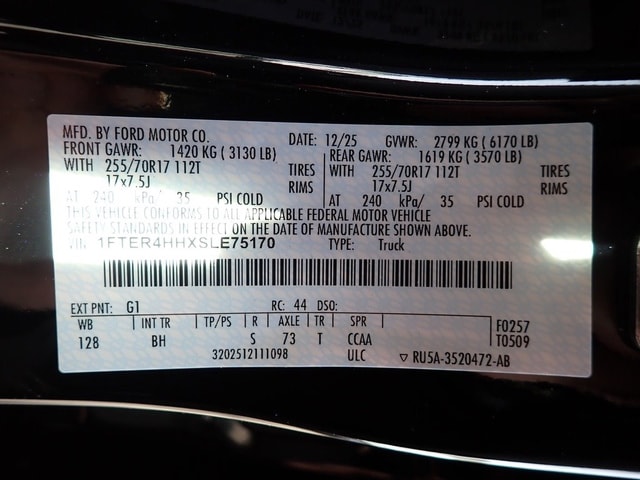 MFD. BY FORD MOTOR CO.
DATE: 12/25 GVWR: 2799 KG ( 6170 LB)
FRONT GAWR: 1420 KG ( 3130 LB)
REAR GAWR: 1619 KG ( 3570 LB)
WITH 255/70R17 112T TIRES
WITH 255/70R17 112T TIRES
17x7.5J RIMS
17x7.5J RIMS
AT 240 kPa/ 35 PSI COLD
AT 240 kPa/ 35 PSI COLD
THIS VEHICLE CONFORMS TO ALL APPLICABLE FEDERAL MOTOR VEHICLE
SAFETY STANDARDS IN EFFECT ON THE DATE OF MANUFACTURE SHOWN ABOVE.
VIN: 1FTER4HHXSLE75170 TYPE: Truck
EXT PNT: G1 RC: 44 DSO:
WB INT TR TP/PS R AXLE TR SPR F0257
128 BH S 73 T CCAA T0509
3202512111098 ULC ▽ RU5A-3520472-AB